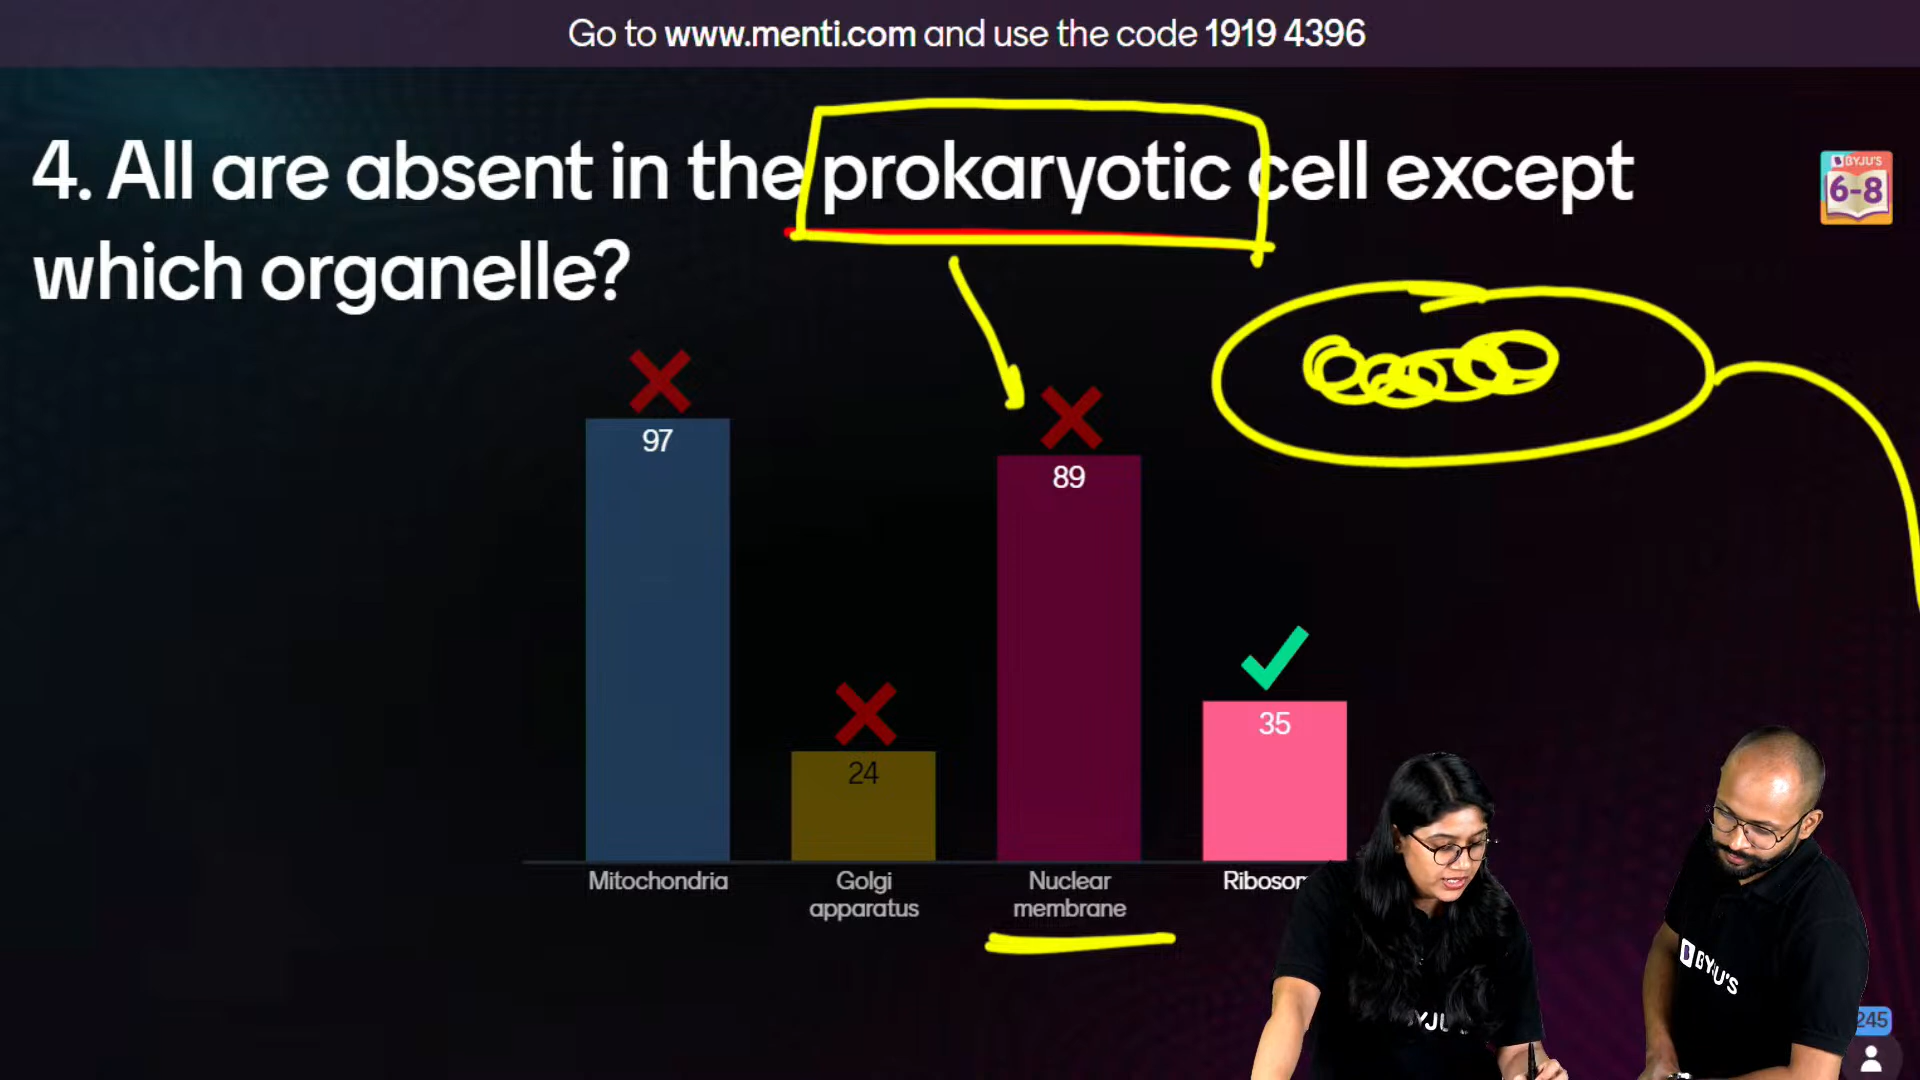 Go to www.menti.com and use the code 1919 4396
4. All are absent in the prokaryotic cell except
which organelle?
BYJU'S
6-8
97
89
35
24
Mitochondria
Golgi
apparatus
Nuclear
membrane
BYJU'S
245